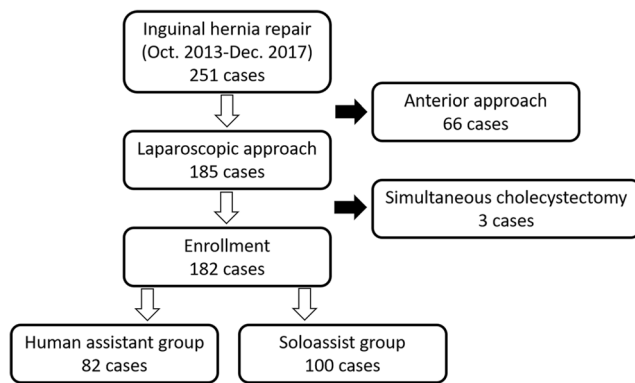 Inguinal hernia repair
(Oct. 2013-Dec. 2017)
251 cases
Anterior approach
66 cases
Laparoscopic approach
185 cases
Simultaneous cholecystectomy
3 cases
Enrollment
182 cases
Human assistant group
82 cases
Soloassist group
100 cases